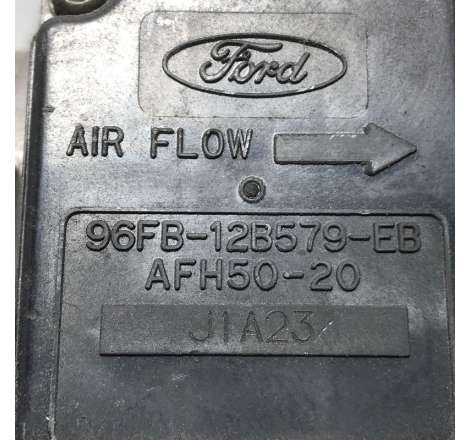 Ford
AIR FLOW
96FB-12B579-EB
AFH50-20
J1A23